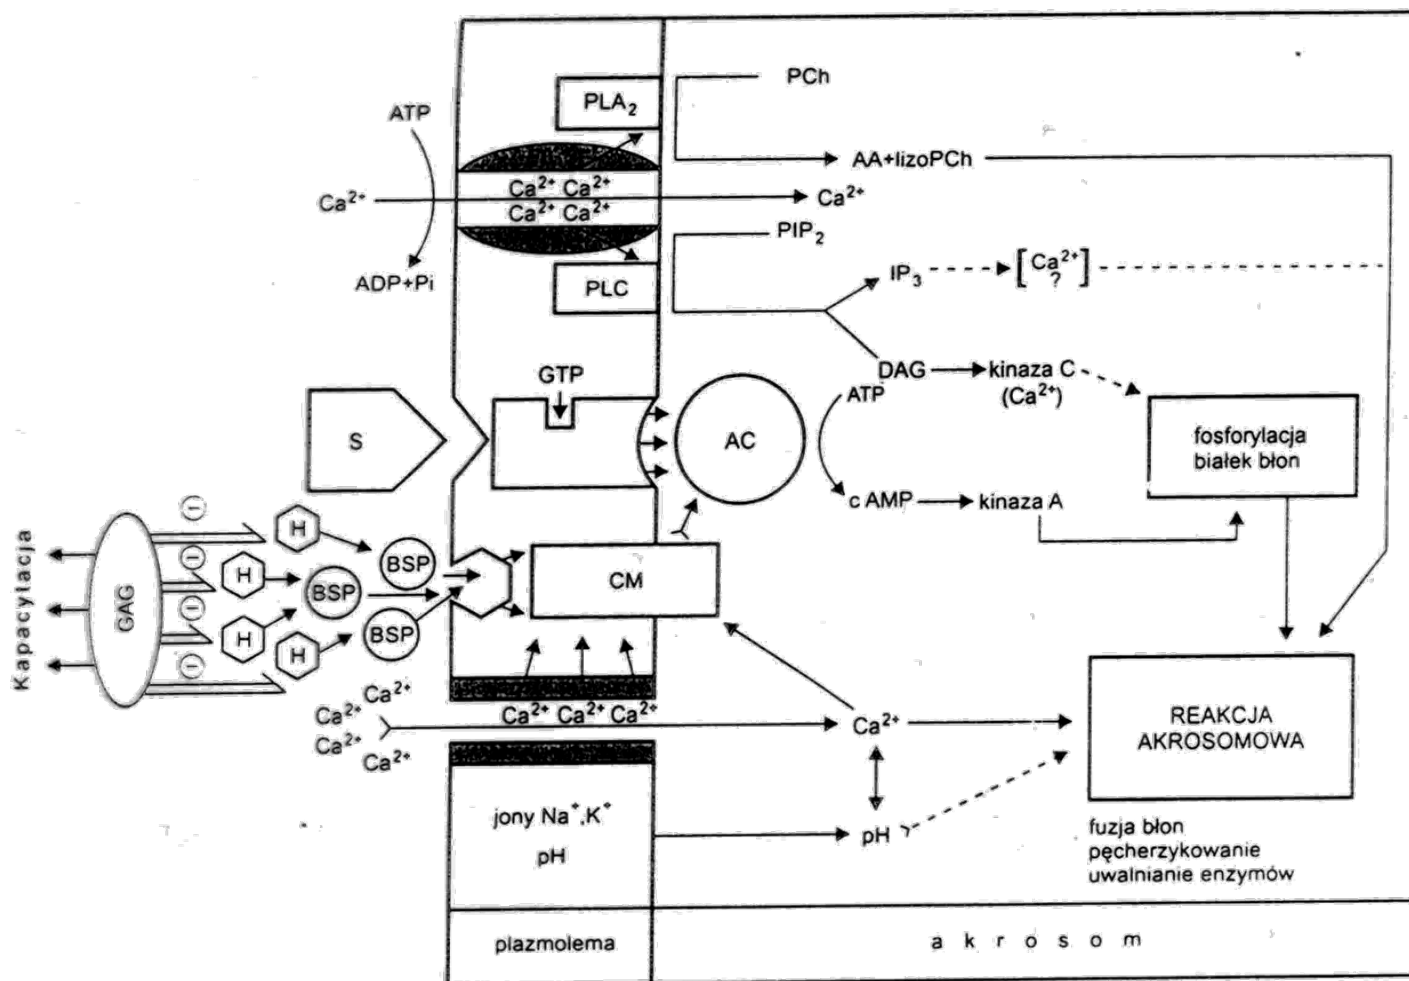 PLA₂
PCh
ATP
AA+lizoPCh
Ca²⁺ Ca²⁺
Ca²⁺
Ca²⁺
Ca²⁺ Ca²⁺
PIP₂
ADP+Pi
PLC
IP₃
[Ca²⁺
?]
GTP
DAG
kinaza C
(Ca²⁺)
ATP
S
AC
fosforylacja
białek błon
c AMP
kinaza A
Kapacytacja
GAG
H
H
H
H
BSP
BSP
BSP
CM
Ca²⁺
Ca²⁺
Ca²⁺
Ca²⁺
Ca²⁺ Ca²⁺ Ca²⁺
Ca²⁺
REAKCJA
AKROSOMOWA
jony Na⁺,K⁺
pH
pH
fuzja błon
pęcherzykowanie
uwalnianie enzymów
plazmolema
a k r o s o m